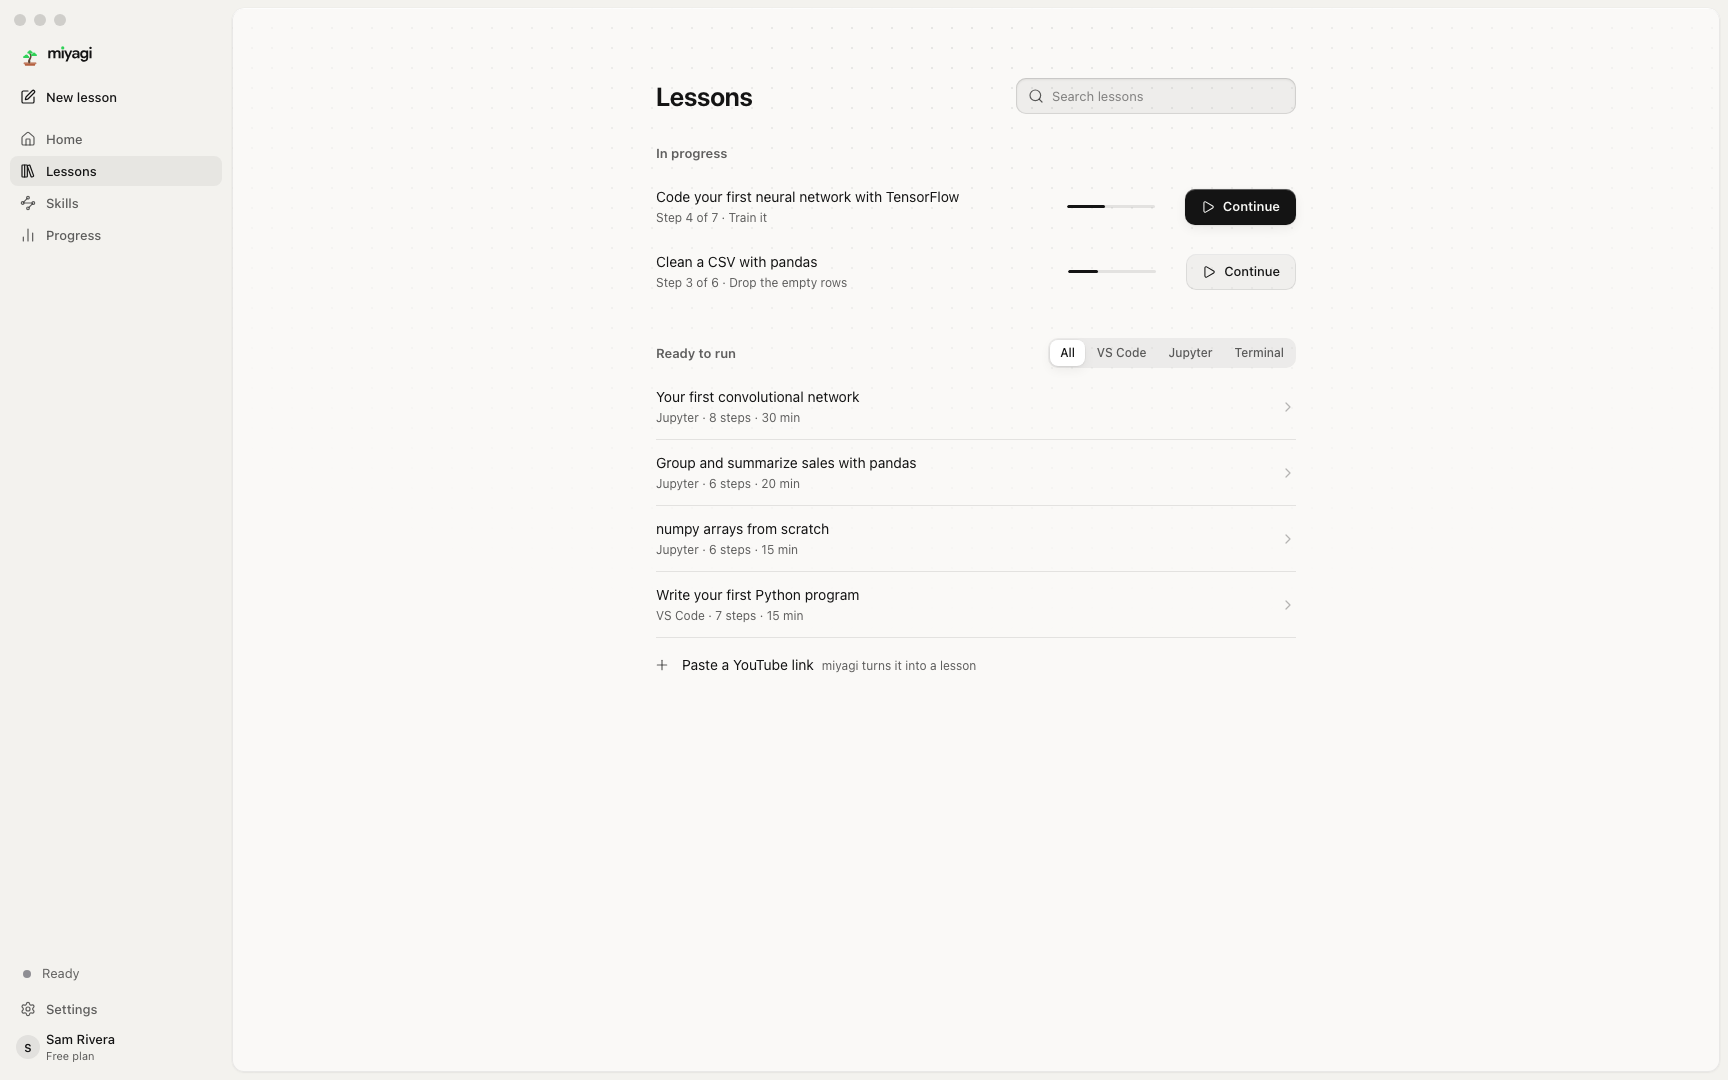 miyagi
New lesson
Home
Lessons
Skills
Progress
Ready
Settings
S
Sam Rivera
Free plan
Lessons
Search lessons
In progress
Code your first neural network with TensorFlow
Step 4 of 7 · Train it
Continue
Clean a CSV with pandas
Step 3 of 6 · Drop the empty rows
Continue
Ready to run
All VS Code Jupyter Terminal
Your first convolutional network
Jupyter · 8 steps · 30 min
Group and summarize sales with pandas
Jupyter · 6 steps · 20 min
numpy arrays from scratch
Jupyter · 6 steps · 15 min
Write your first Python program
VS Code · 7 steps · 15 min
Paste a YouTube link miyagi turns it into a lesson